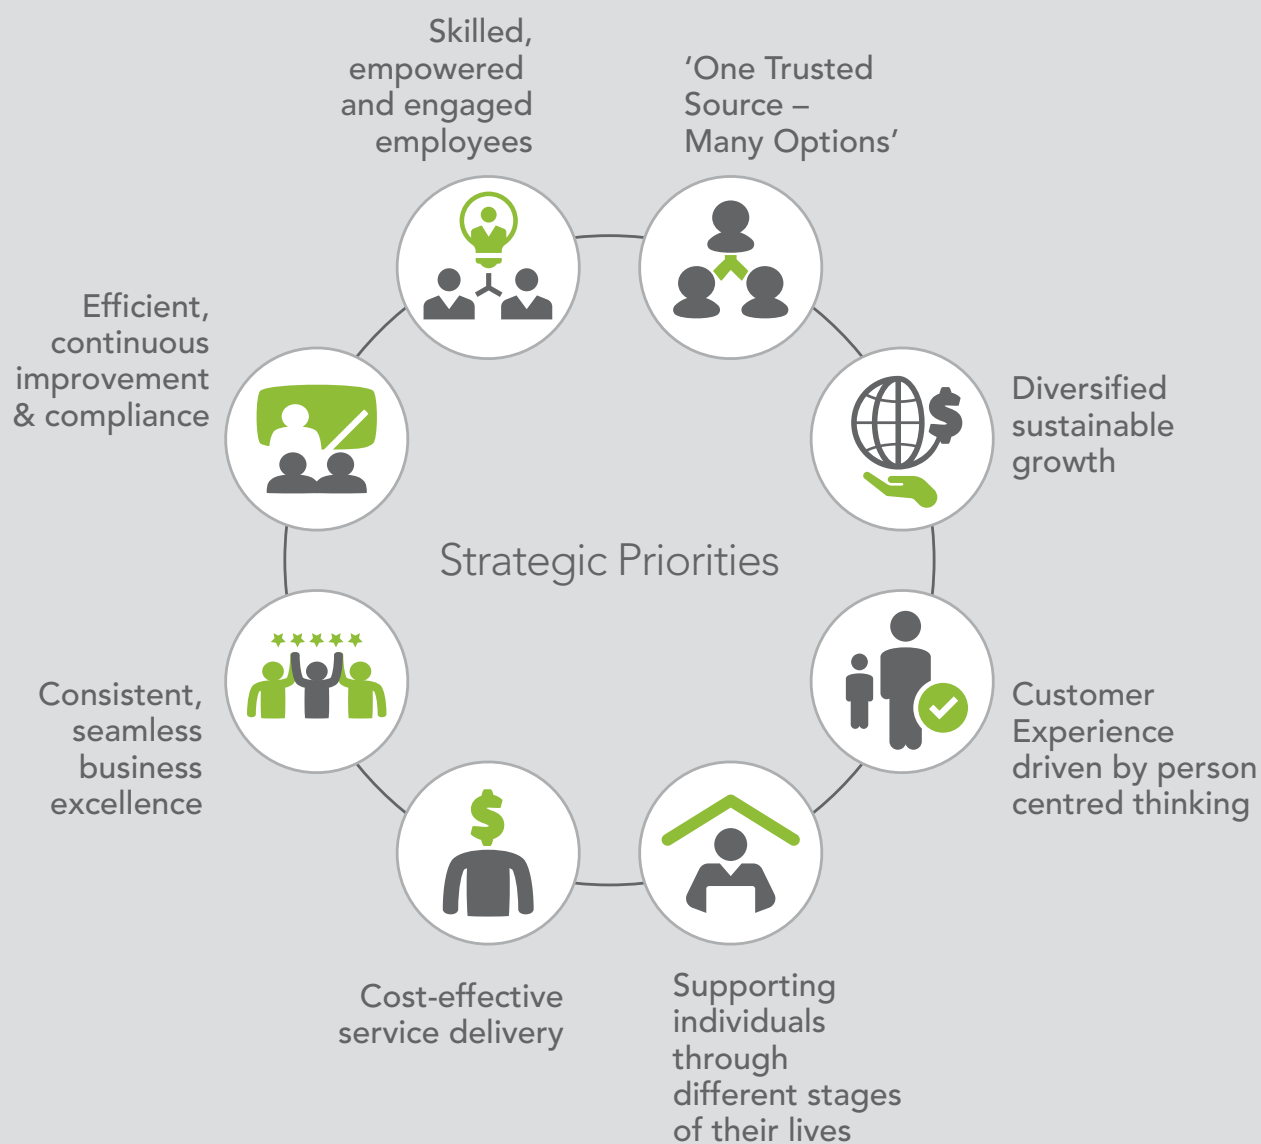 Skilled,
empowered
and engaged
employees
‘One Trusted
Source –
Many Options’
Efficient,
continuous
improvement
& compliance
Diversified
sustainable
growth
Strategic Priorities
Consistent,
seamless
business
excellence
Customer
Experience
driven by person
centred thinking
Cost-effective
service delivery
Supporting
individuals
through
different stages
of their lives